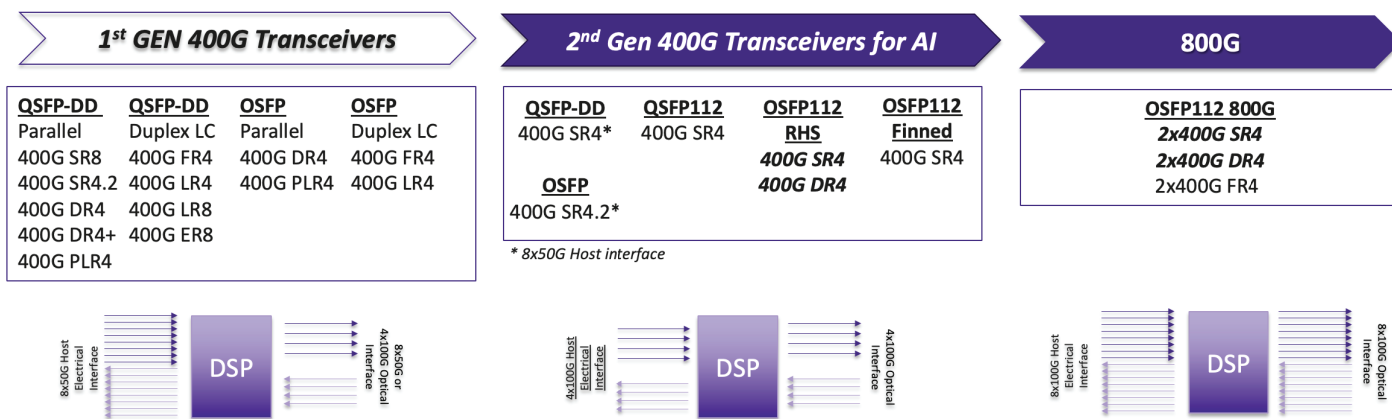 1st GEN 400G Transceivers
QSFP-DD
Parallel
400G SR8
400G SR4.2
400G DR4
400G DR4+
400G PLR4
QSFP-DD
Duplex LC
400G FR4
400G LR4
400G LR8
400G ER8
OSFP
Parallel
400G DR4
400G PLR4
OSFP
Duplex LC
400G FR4
400G LR4
8x50G Host
Electrical
Interface
DSP
8x50G or
4x100G Optical
Interface
2nd Gen 400G Transceivers for AI
QSFP-DD
400G SR4*
OSFP
400G SR4.2*
QSFP112
400G SR4
OSFP112
RHS
400G SR4
400G DR4
OSFP112
Finned
400G SR4
* 8x50G Host interface
4x100G Host
Electrical
Interface
DSP
4x100G Optical
Interface
800G
OSFP112 800G
2x400G SR4
2x400G DR4
2x400G FR4
8x100G Host
Electrical
Interface
DSP
8x100G Optical
Interface